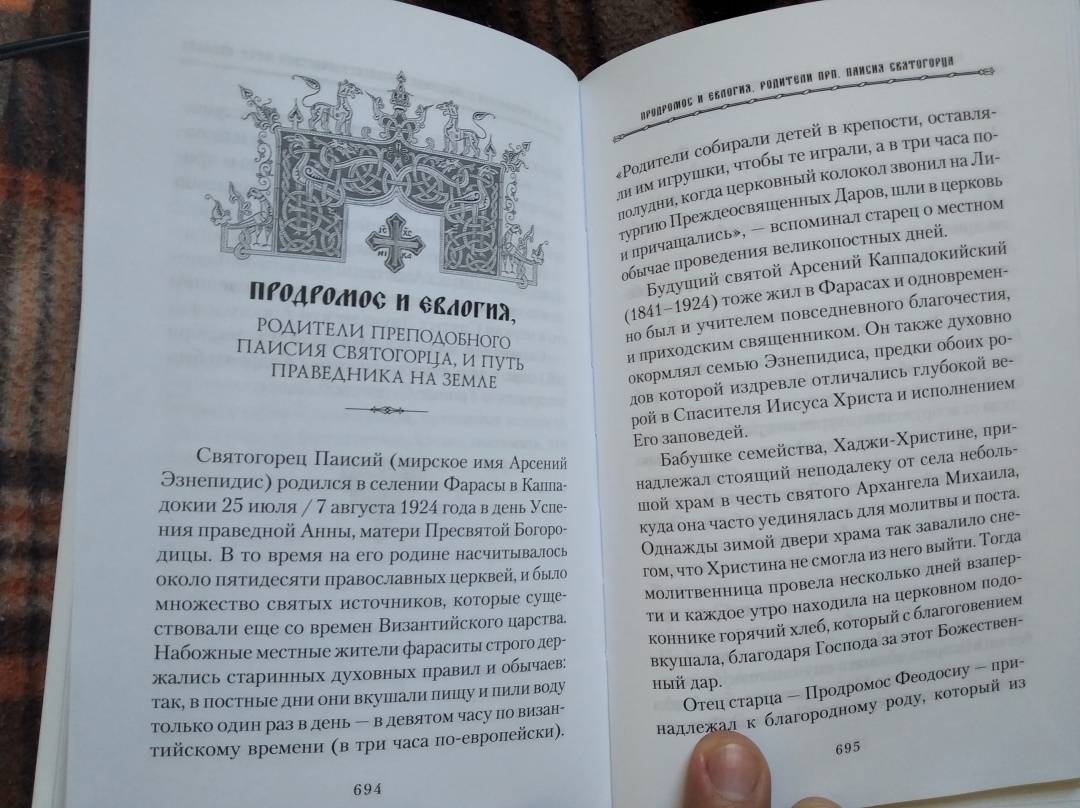 ІС ХС
НИ КА
ПРОДРОМОС И ЕВЛОГИЯ,
РОДИТЕЛИ ПРЕПОДОБНОГО
ПАИСИЯ СВЯТОГОРЦА, И ПУТЬ
ПРАВЕДНИКА НА ЗЕМЛЕ
Святогорец Паисий (мирское имя Арсений
Эзнепидис) родился в селении Фарасы в Каппа-
докии 25 июля / 7 августа 1924 года в день Успе-
ния праведной Анны, матери Пресвятой Богоро-
дицы. В то время на его родине насчитывалось
около пятидесяти православных церквей, и было
множество святых источников, которые суще-
ствовали еще со времен Византийского царства.
Набожные местные жители фараситы строго дер-
жались старинных духовных правил и обычаев:
так, в постные дни они вкушали пищу и пили воду
только один раз в день — в девятом часу по визан-
тийскому времени (в три часа по-европейски).
694
ПРОДРОМОС И ЕВЛОГИЯ, РОДИТЕЛИ ПРП. ПАИСИЯ СВЯТОГОРЦА
«Родители собирали детей в крепости, оставля-
ли им игрушки, чтобы те играли, а в три часа по-
полудни, когда церковный колокол звонил на Ли-
тургию Преждеосвященных Даров, шли в церковь
и причащались», — вспоминал старец о местном
обычае проведения великопостных дней.
Будущий святой Арсений Каппадокийский
(1841–1924) тоже жил в Фарасах и одновремен-
но был и учителем повседневного благочестия,
и приходским священником. Он также духовно
окормлял семью Эзнепидиса, предки обоих ро-
дов которой издревле отличались глубокой ве-
рой в Спасителя Иисуса Христа и исполнением
Его заповедей.
Бабушке семейства, Хаджи-Христине, при-
надлежал стоящий неподалеку от села неболь-
шой храм в честь святого Архангела Михаила,
куда она часто уединялась для молитвы и поста.
Однажды зимой двери храма так завалило сне-
гом, что Христина не смогла из него выйти. Тогда
молитвенница провела несколько дней взапер-
ти и каждое утро находила на церковном подо-
коннике горячий хлеб, который с благоговением
вкушала, благодаря Господа за этот Божествен-
ный дар.
Отец старца — Продромос Феодосиу — при-
надлежал к благородному роду, который из
695